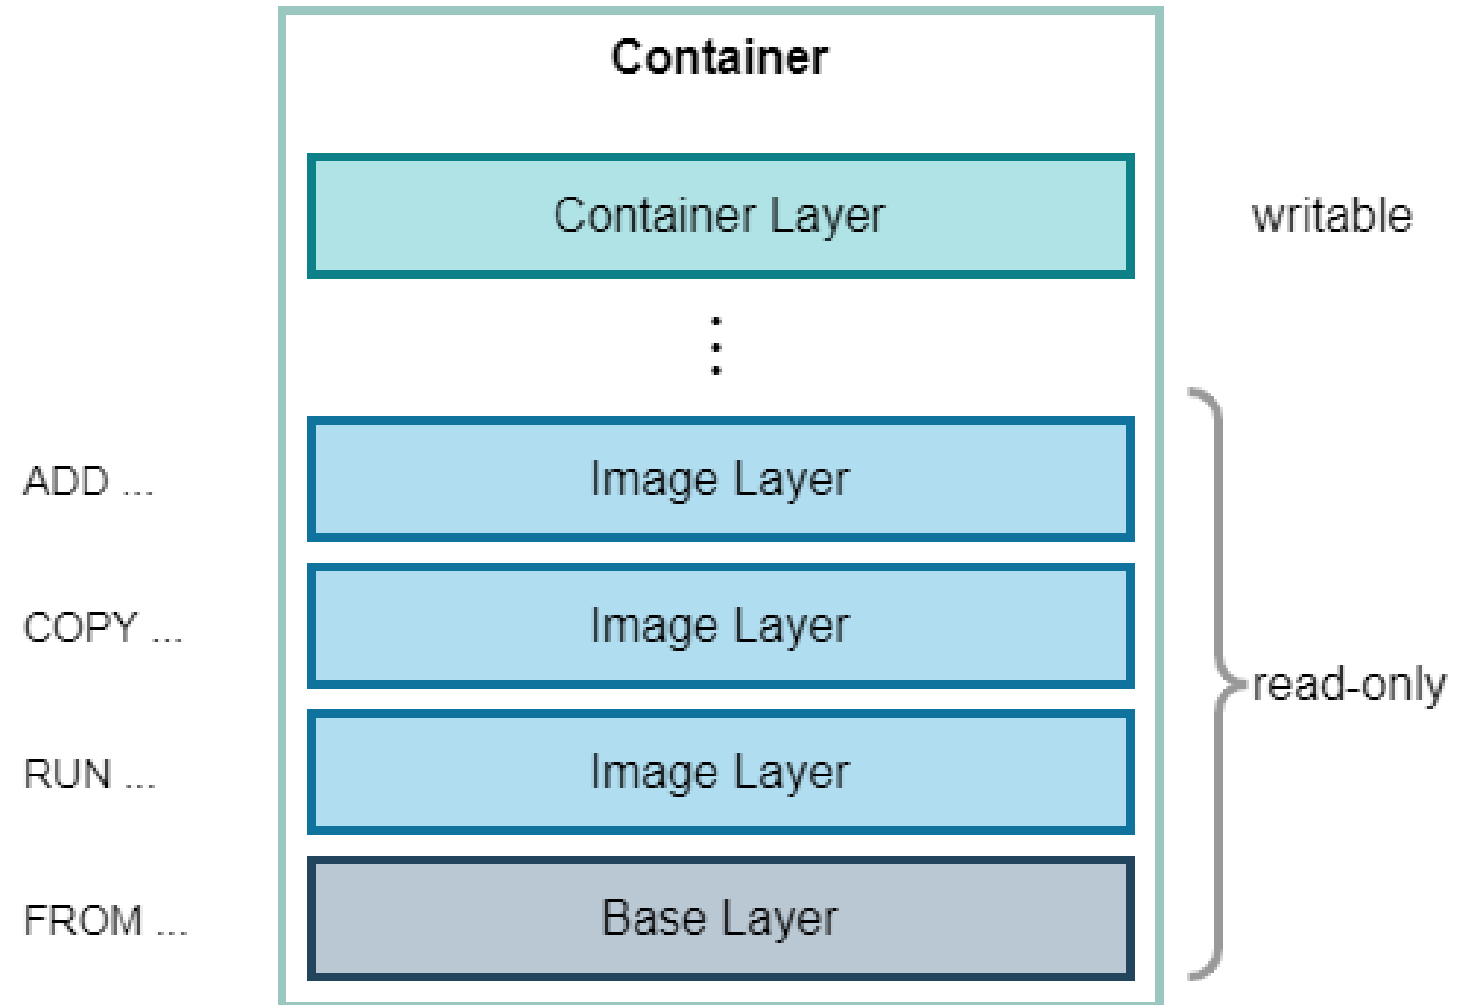 Container
Container Layer
writable
ADD ...
Image Layer
COPY ...
Image Layer
read-only
RUN ...
Image Layer
FROM ...
Base Layer